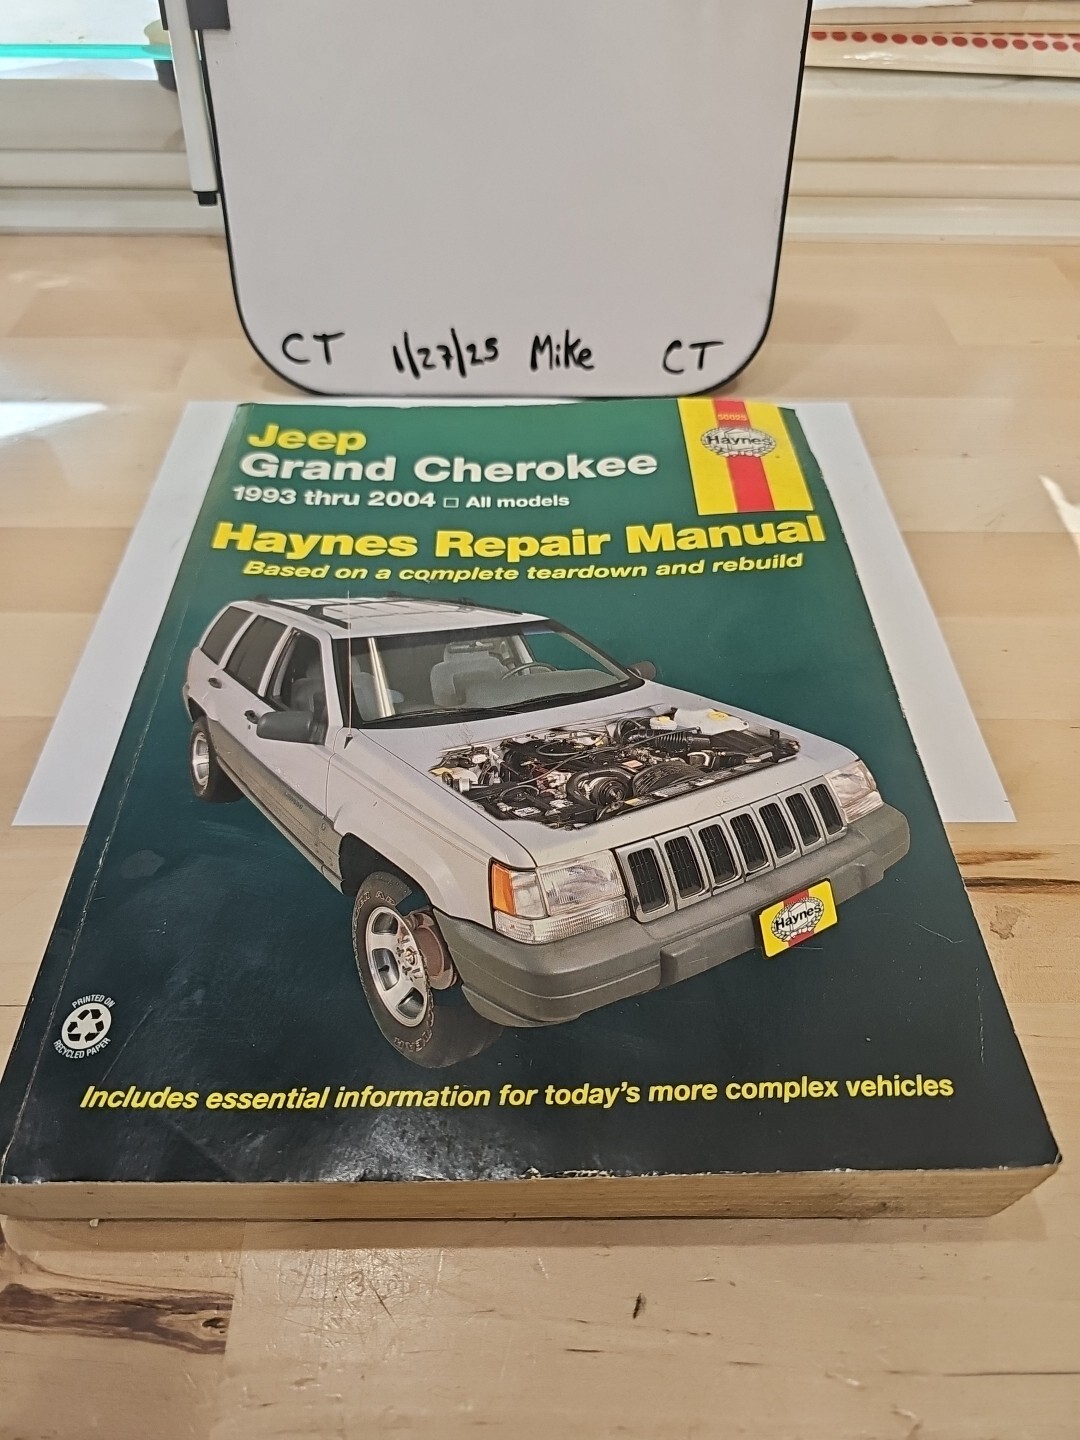 CT 1/27/25 Mike CT
50025
Haynes
Jeep
Grand Cherokee
1993 thru 2004 □ All models
Haynes Repair Manual
Based on a complete teardown and rebuild
Haynes
PRINTED ON
RECYCLED PAPER
Includes essential information for today's more complex vehicles